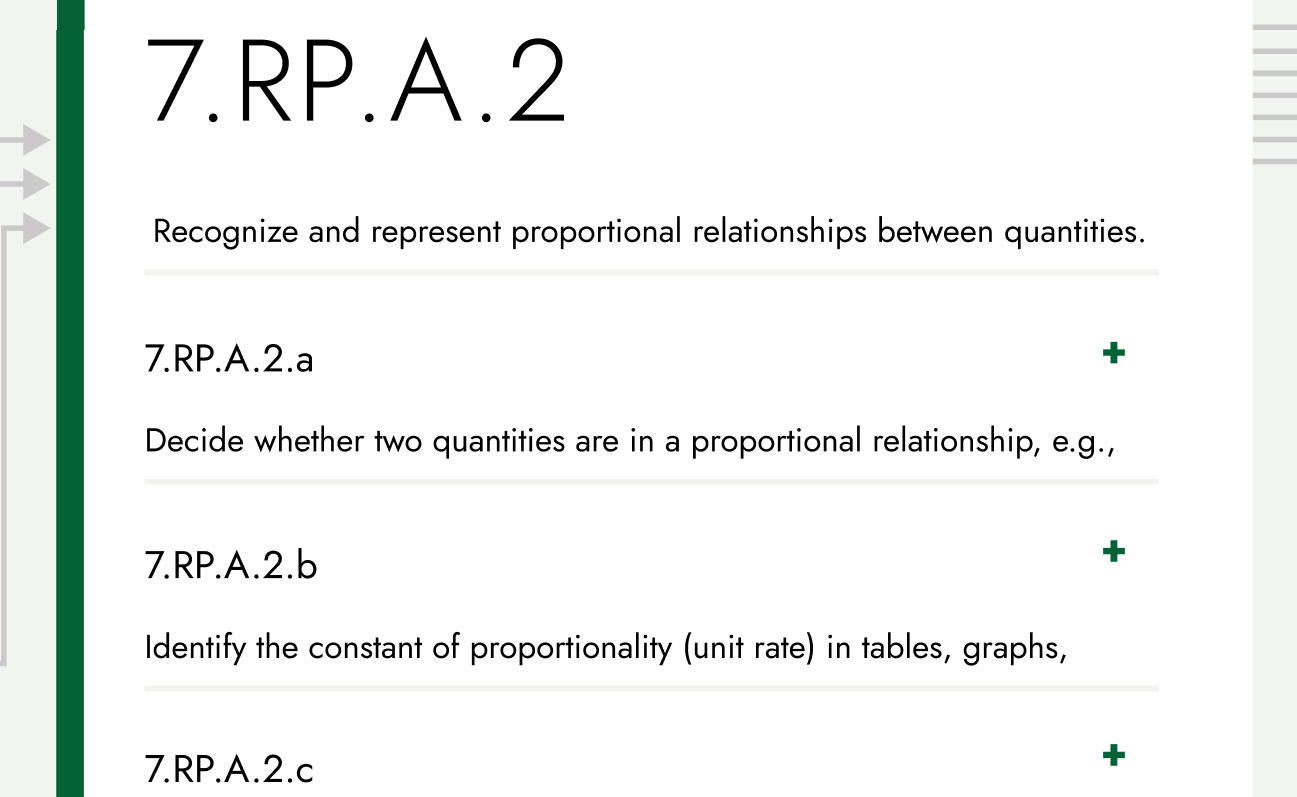 7.RP.A.2
Recognize and represent proportional relationships between quantities.
7.RP.A.2.a
Decide whether two quantities are in a proportional relationship, e.g.,
7.RP.A.2.b
Identify the constant of proportionality (unit rate) in tables, graphs,
7.RP.A.2.c